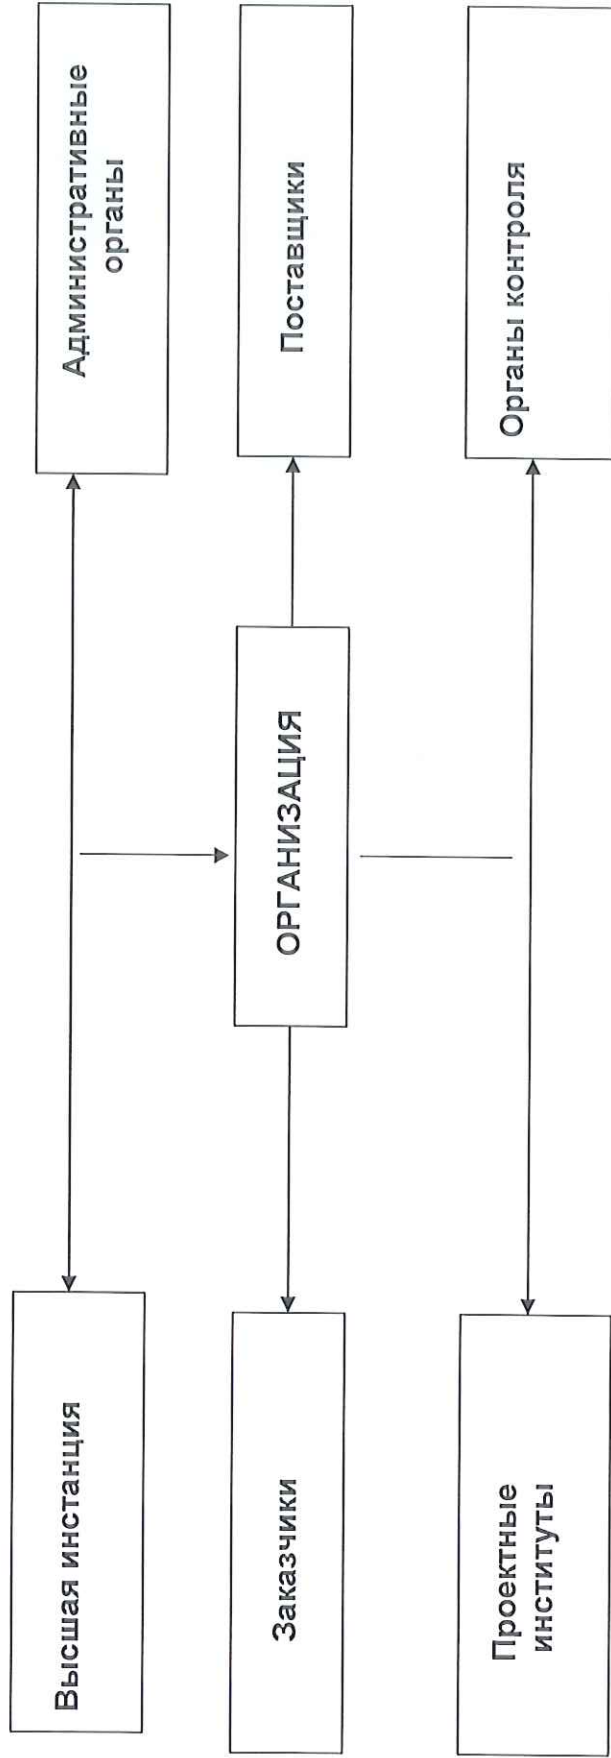 Высшая инстанция
Административные
органы
Заказчики
ОРГАНИЗАЦИЯ
Поставщики
Проектные
институты
Органы контроля